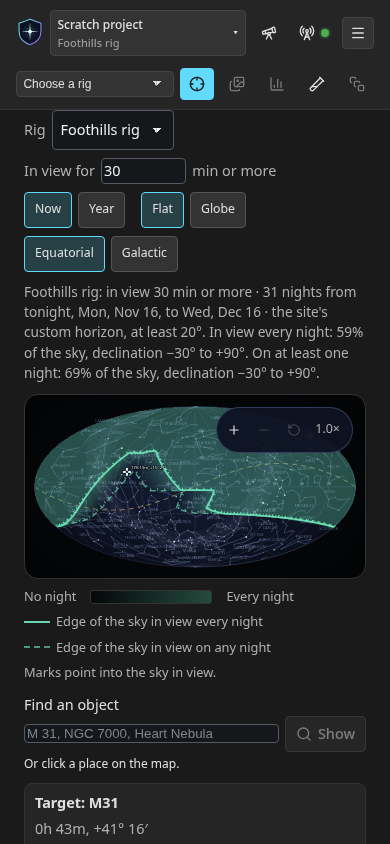 Scratch project
Foothills rig
Choose a rig
Rig Foothills rig
In view for 30 min or more
Now Year Flat Globe
Equatorial Galactic
Foothills rig: in view 30 min or more · 31 nights from
tonight, Mon, Nov 16, to Wed, Dec 16 · the site's
custom horizon, at least 20°. In view every night: 59%
of the sky, declination −30° to +90°. On at least one
night: 69% of the sky, declination −30° to +90°.
+ − 1.0×
No night Every night
Edge of the sky in view every night
Edge of the sky in view on any night
Marks point into the sky in view.
Find an object
M 31, NGC 7000, Heart Nebula Show
Or click a place on the map.
Target: M31
0h 43m, +41° 16′